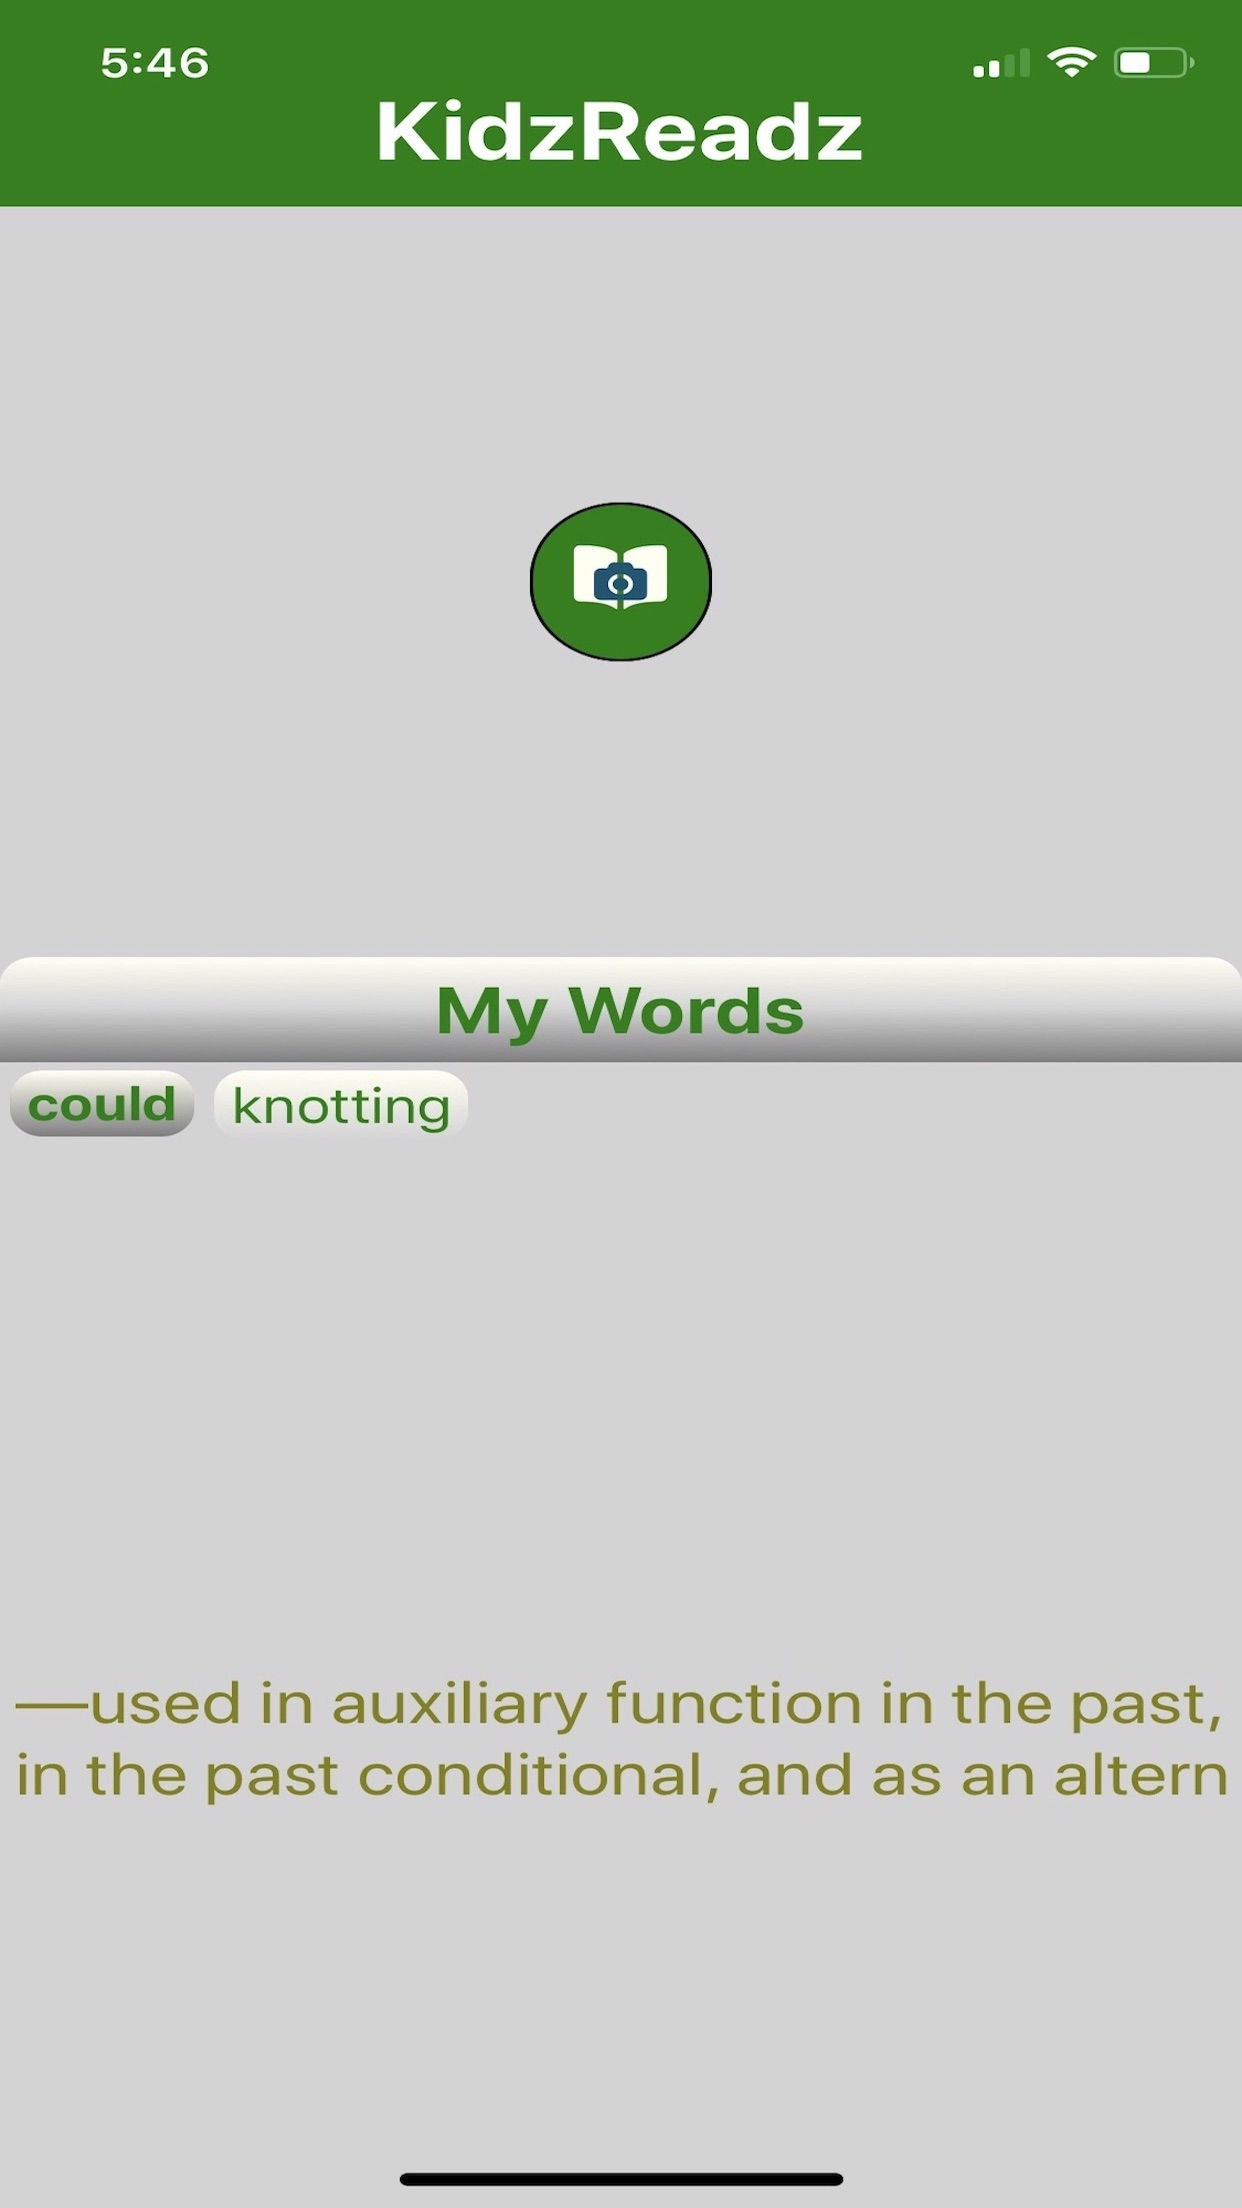 5:46
KidzReadz
My Words
could knotting
—used in auxiliary function in the past,
in the past conditional, and as an altern